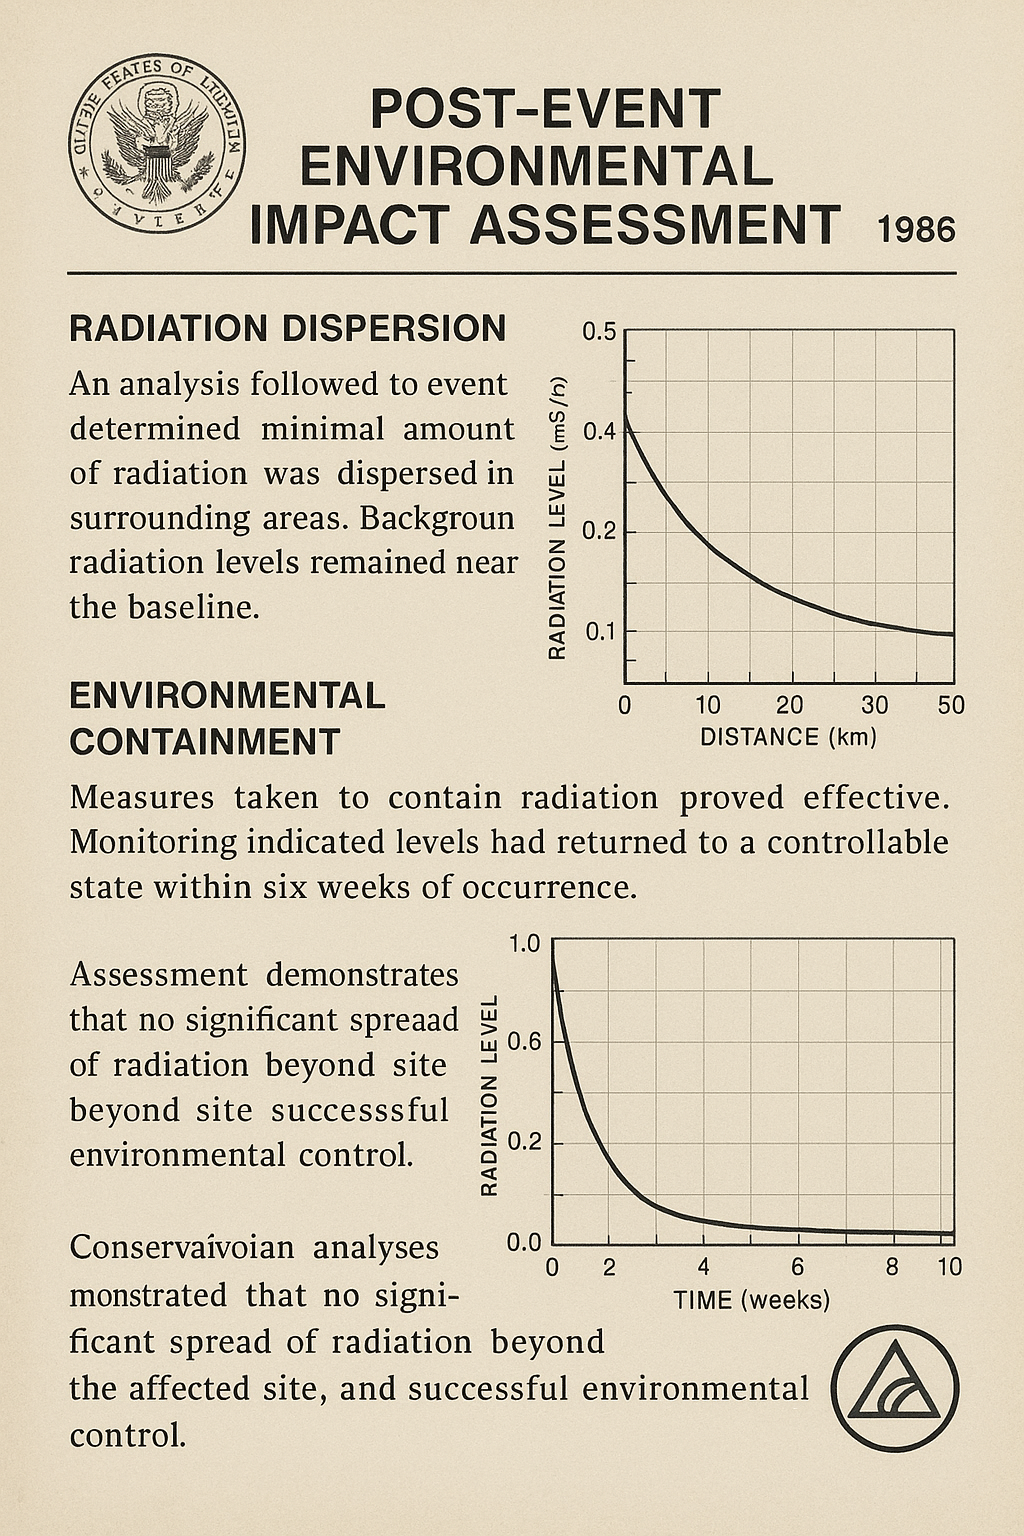 POST-EVENT
ENVIRONMENTAL
IMPACT ASSESSMENT 1986
RADIATION DISPERSION
An analysis followed to event
determined minimal amount
of radiation was dispersed in
surrounding areas. Backgroun
radiation levels remained near
the baseline.
RADIATION LEVEL (mS/h)
0.5
0.4
0.2
0.1
0 10 20 30 50
DISTANCE (km)
ENVIRONMENTAL
CONTAINMENT
Measures taken to contain radiation proved effective.
Monitoring indicated levels had returned to a controllable
state within six weeks of occurrence.
Assessment demonstrates
that no significant spreaad
of radiation beyond site
beyond site successsful
environmental control.
RADIATION LEVEL
1.0
0.6
0.2
0.0
0 2 4 6 8 10
TIME (weeks)
Conservaívoian analyses
monstrated that no signi-
ficant spread of radiation beyond
the affected site, and successful environmental
control.